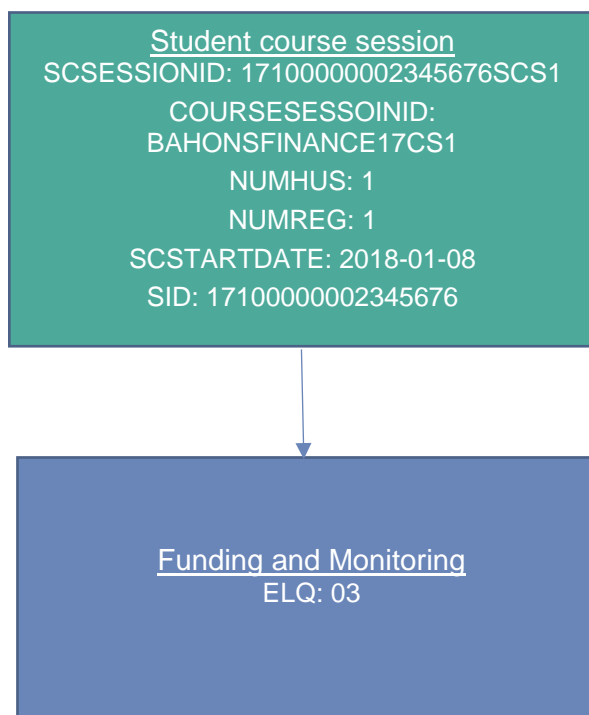 Student course session
SCSESSIONID: 17100000002345676SCS1
COURSESESSOINID:
BAHONSFINANCE17CS1
NUMHUS: 1
NUMREG: 1
SCSTARTDATE: 2018-01-08
SID: 17100000002345676
Funding and Monitoring
ELQ: 03